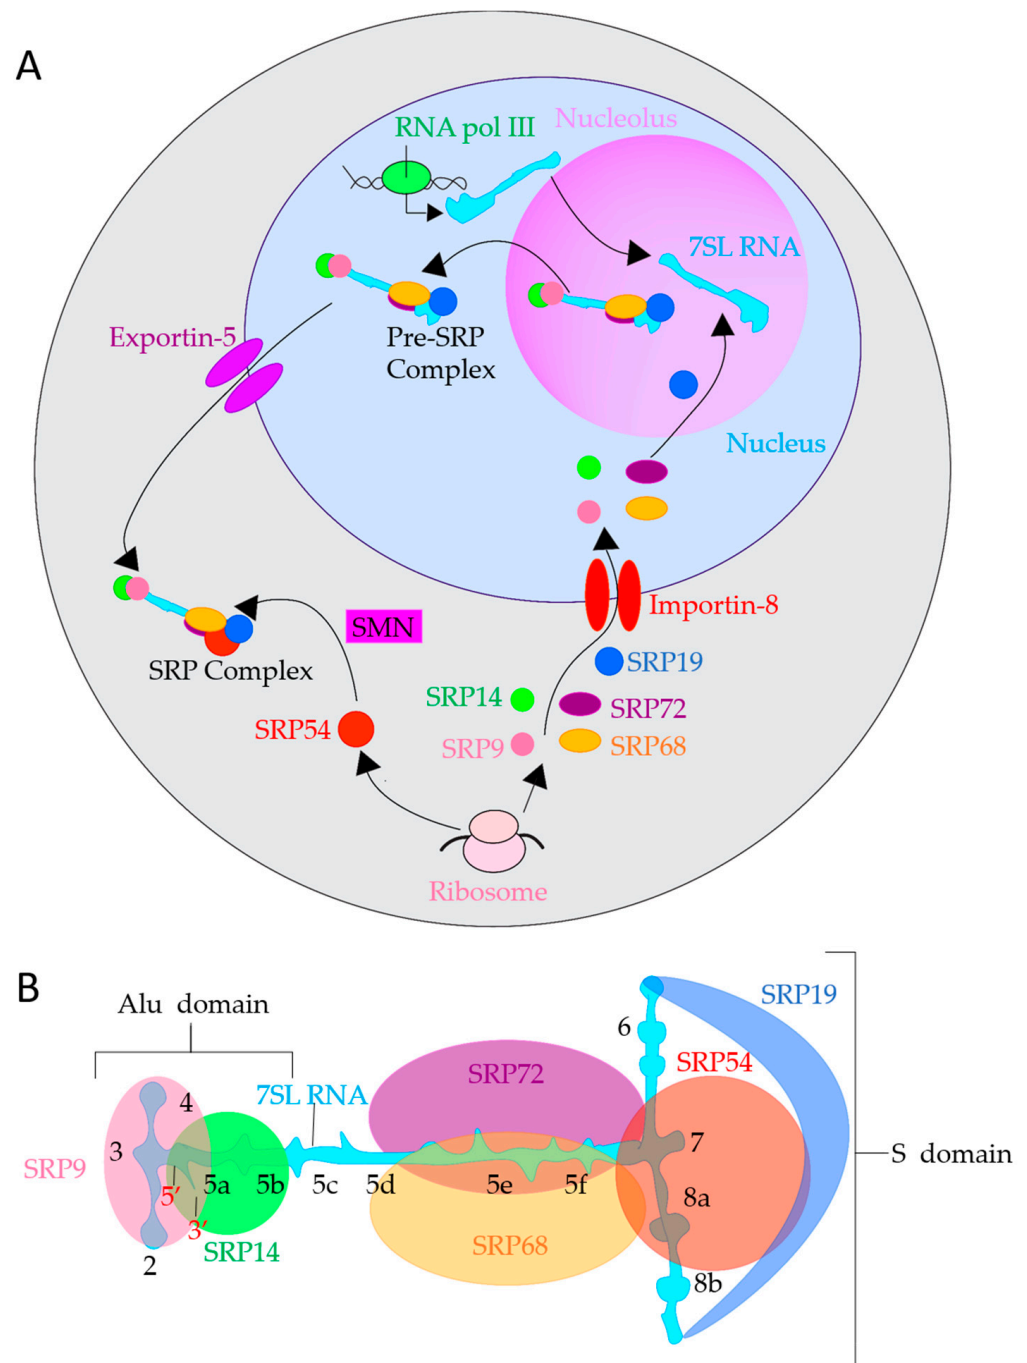 A
RNA pol III
Nucleolus
7SL RNA
Exportin-5
Pre-SRP
Complex
Nucleus
Importin-8
SMN
SRP Complex
SRP19
SRP14
SRP72
SRP54
SRP9
SRP68
Ribosome
B
Alu domain
SRP19
6
SRP72
SRP54
7SL RNA
4
3
7
S domain
SRP9
5′
5a
5b
5c
5d
5e
5f
8a
3′
SRP14
SRP68
2
8b